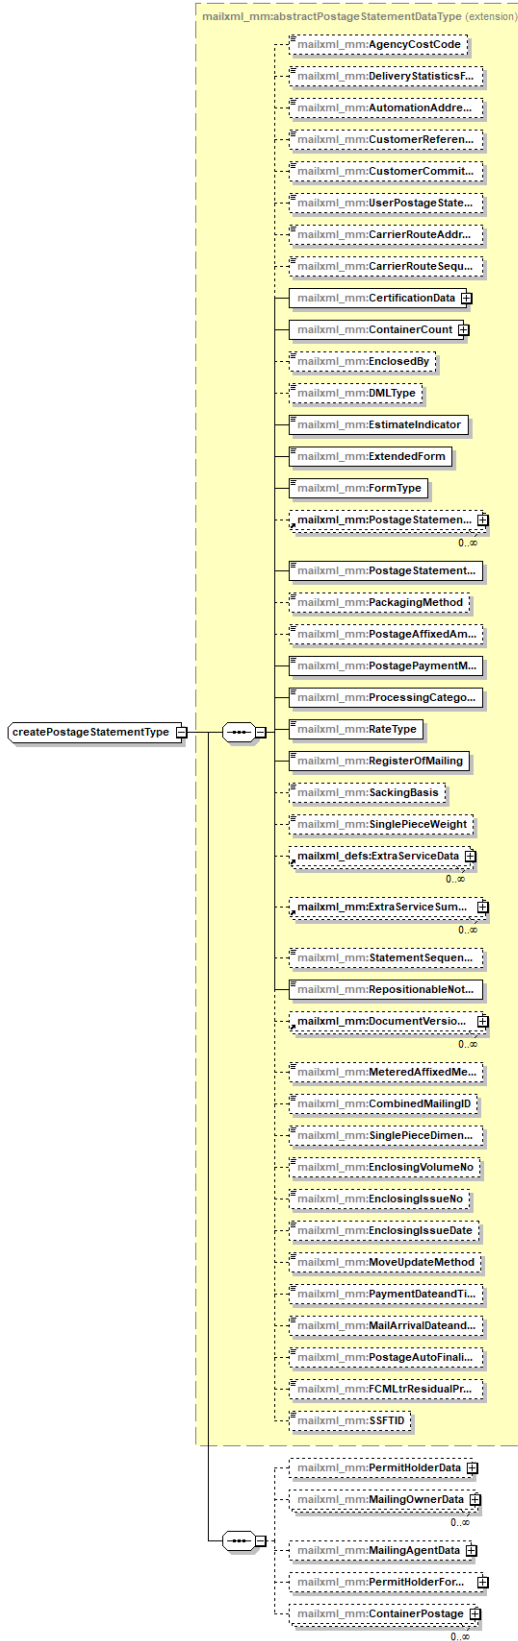 mailxml_mm:abstractPostageStatementDataType (extension)
mailxml_mm:AgencyCostCode
mailxml_mm:DeliveryStatisticsF...
mailxml_mm:AutomationAddre...
mailxml_mm:CustomerReferen...
mailxml_mm:CustomerCommit...
mailxml_mm:UserPostageState...
mailxml_mm:CarrierRouteAddr...
mailxml_mm:CarrierRouteSequ...
mailxml_mm:CertificationData
mailxml_mm:ContainerCount
mailxml_mm:EnclosedBy
mailxml_mm:DMLType
mailxml_mm:EstimateIndicator
mailxml_mm:ExtendedForm
mailxml_mm:FormType
mailxml_mm:PostageStatemen...
0..∞
mailxml_mm:PostageStatement...
mailxml_mm:PackagingMethod
mailxml_mm:PostageAffixedAm...
mailxml_mm:PostagePaymentM...
mailxml_mm:ProcessingCatego...
createPostageStatementType
mailxml_mm:RateType
mailxml_mm:RegisterOfMailing
mailxml_mm:SackingBasis
mailxml_mm:SinglePieceWeight
mailxml_defs:ExtraServiceData
0..∞
mailxml_mm:ExtraServiceSum...
0..∞
mailxml_mm:StatementSequen...
mailxml_mm:RepositionableNot...
mailxml_mm:DocumentVersio...
0..∞
mailxml_mm:MeteredAffixedMe...
mailxml_mm:CombinedMailingID
mailxml_mm:SinglePieceDimen...
mailxml_mm:EnclosingVolumeNo
mailxml_mm:EnclosingIssueNo
mailxml_mm:EnclosingIssueDate
mailxml_mm:MoveUpdateMethod
mailxml_mm:PaymentDateandTi...
mailxml_mm:MailArrivalDateand...
mailxml_mm:PostageAutoFinali...
mailxml_mm:FCMLtrResidualPr...
mailxml_mm:SSFTID
mailxml_mm:PermitHolderData
mailxml_mm:MailingOwnerData
0..∞
mailxml_mm:MailingAgentData
mailxml_mm:PermitHolderFor...
mailxml_mm:ContainerPostage
0..∞